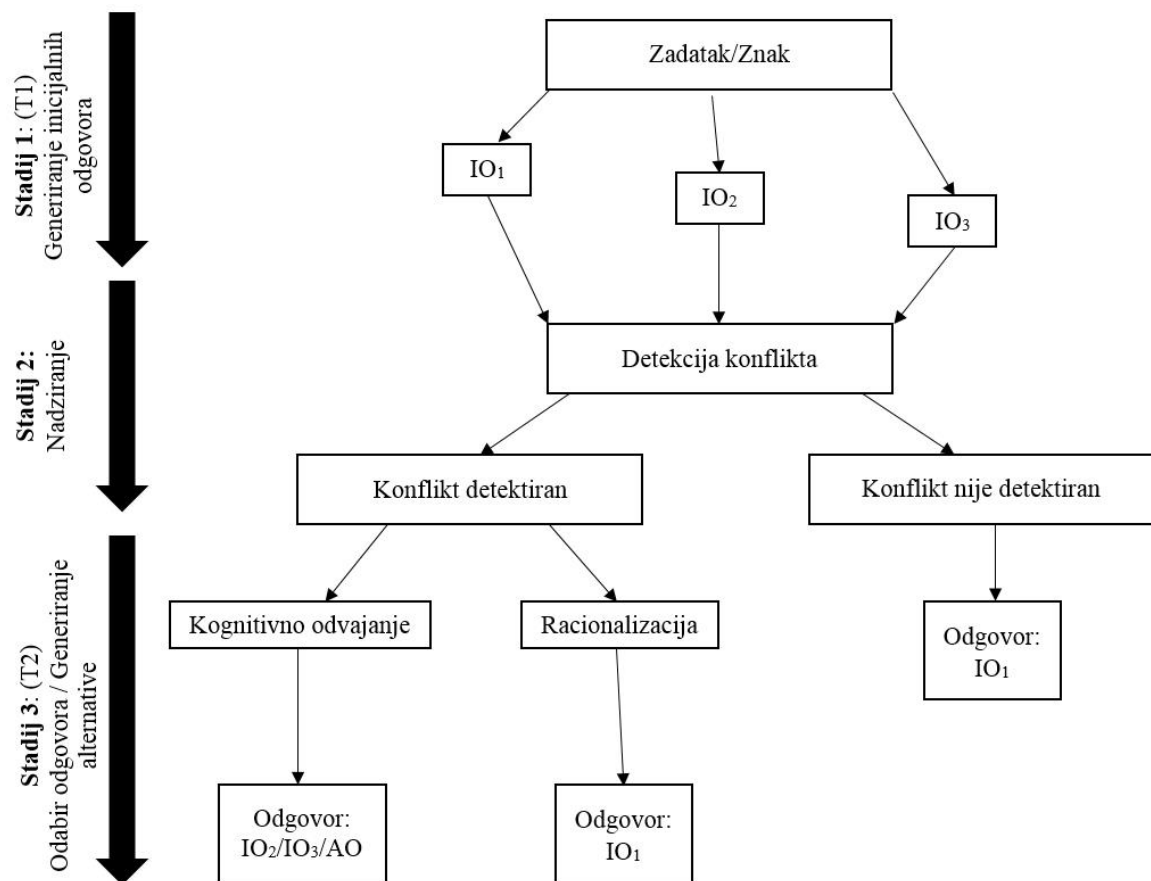 Stadij 1: (T1)
Generiranje inicijalnih
odgovora
Zadatak/Znak
IO₁
IO₂
IO₃
Stadij 2:
Nadziranje
Detekcija konflikta
Konflikt detektiran
Konflikt nije detektiran
Stadij 3: (T2)
Odabir odgovora / Generiranje
alternative
Kognitivno odvajanje
Racionalizacija
Odgovor:
IO₁
Odgovor:
IO₂/IO₃/AO
Odgovor:
IO₁